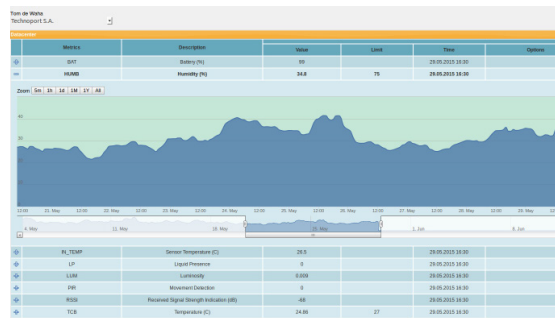 Tom de Waha
Technoport S.A.
Datacenter
Metrics Description Value Limit Time Options
BAT Battery (%) 99 29.05.2015 16:30
HUMB Humidity (%) 34.8 75 29.05.2015 16:30
Zoom 5m 1h 1d 1M 1Y All
40
30
20
12:00 21. May 12:00 22. May 12:00 23. May 12:00 24. May 12:00 25. May 12:00 26. May 12:00 27. May 12:00 28. May 12:00 29. May
4. May 11. May 18. May 25. May 1. Jun 8. Jun
IN_TEMP Sensor Temperature (C) 26.5 29.05.2015 16:30
LP Liquid Presence 0 29.05.2015 16:30
LUM Luminosity 0.009 29.05.2015 16:30
PIR Movement Detection 0 29.05.2015 16:30
RSSI Received Signal Strength Indication (dB) -48 29.05.2015 16:30
TCB Temperature (C) 24.86 27 29.05.2015 16:30